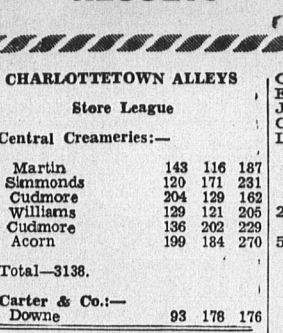 CHARLOTTETOWN ALLEYS
Store League
Central Creameries:—
Martin 143 116 187
Simmonds 120 171 231
Cudmore 204 129 162
Williams 129 121 205
Cudmore 136 202 229
Acorn 199 184 270
Total—3138.
Carter & Co.:—
Downe 93 178 176